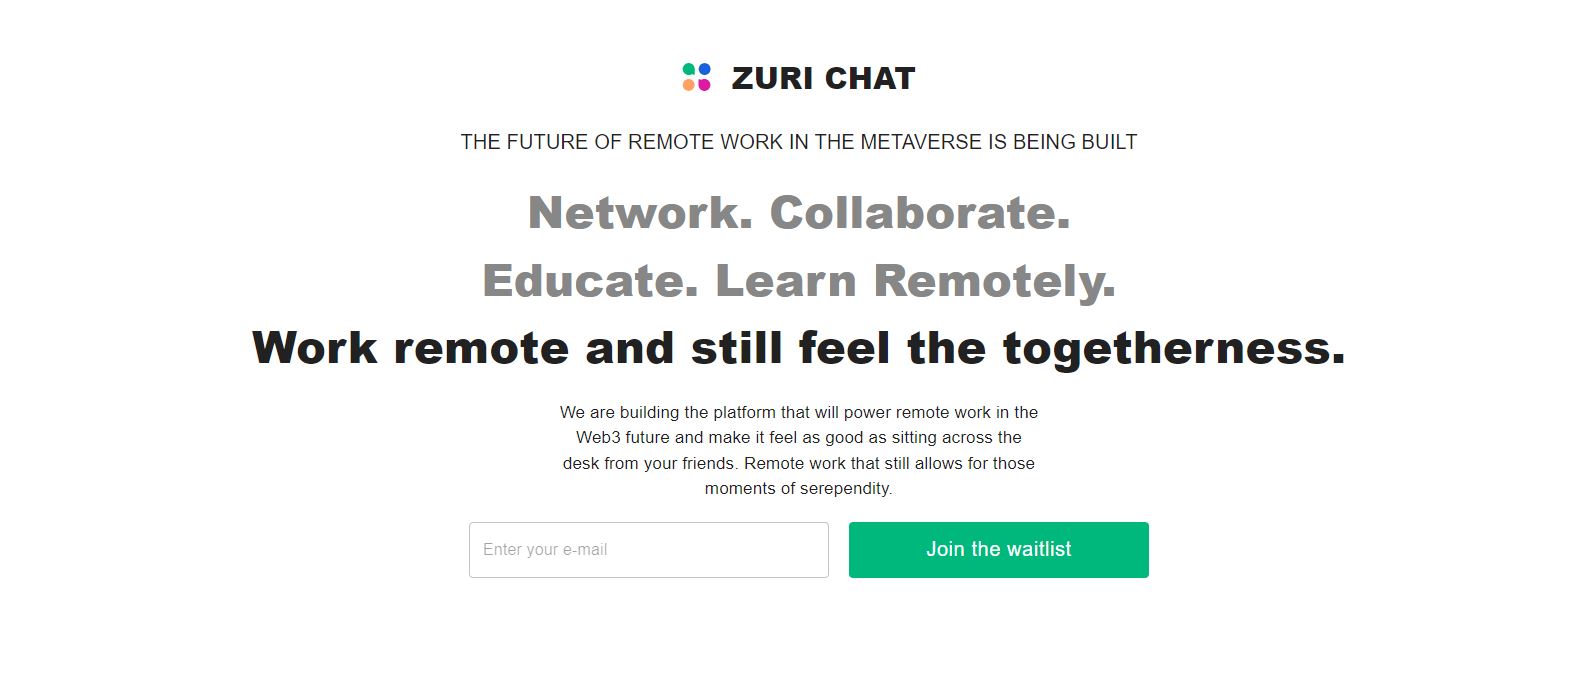 ZURI CHAT
THE FUTURE OF REMOTE WORK IN THE METAVERSE IS BEING BUILT
Network. Collaborate.
Educate. Learn Remotely.
Work remote and still feel the togetherness.
We are building the platform that will power remote work in the
Web3 future and make it feel as good as sitting across the
desk from your friends. Remote work that still allows for those
moments of serependity.
Enter your e-mail
Join the waitlist